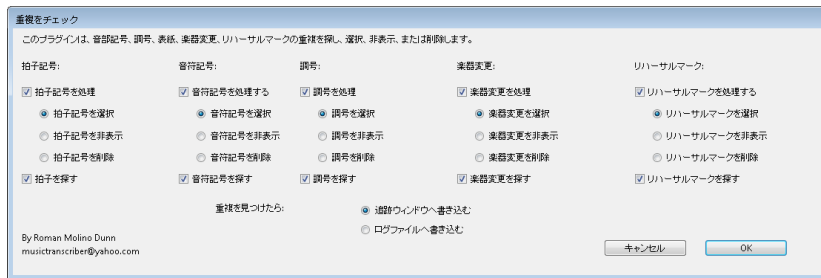 重複をチェック
このプラグインは、音部記号、調号、表紙、楽器変更、リハーサルマークの重複を探し、選択、非表示、または削除します。
拍子記号: 音符記号: 調号: 楽器変更: リハーサルマーク:
拍子記号を処理 音符記号を処理する 調号を処理 楽器変更を処理 リハーサルマークを処理する
拍子記号を選択 音符記号を選択 調号を選択 楽器変更を選択 リハーサルマークを選択
拍子記号を非表示 音符記号を非表示 調号を非表示 楽器変更を非表示 リハーサルマークを非表示
拍子記号を削除 音符記号を削除 調号を削除 楽器変更を削除 リハーサルマークを削除
拍子を探す 音符記号を探す 調号を探す 楽器変更を探す リハーサルマークを探す
重複を見つけたら: 追跡ウィンドウへ書き込む
ログファイルへ書き込む
By Roman Molino Dunn
musictranscriber@yahoo.com
キャンセル OK